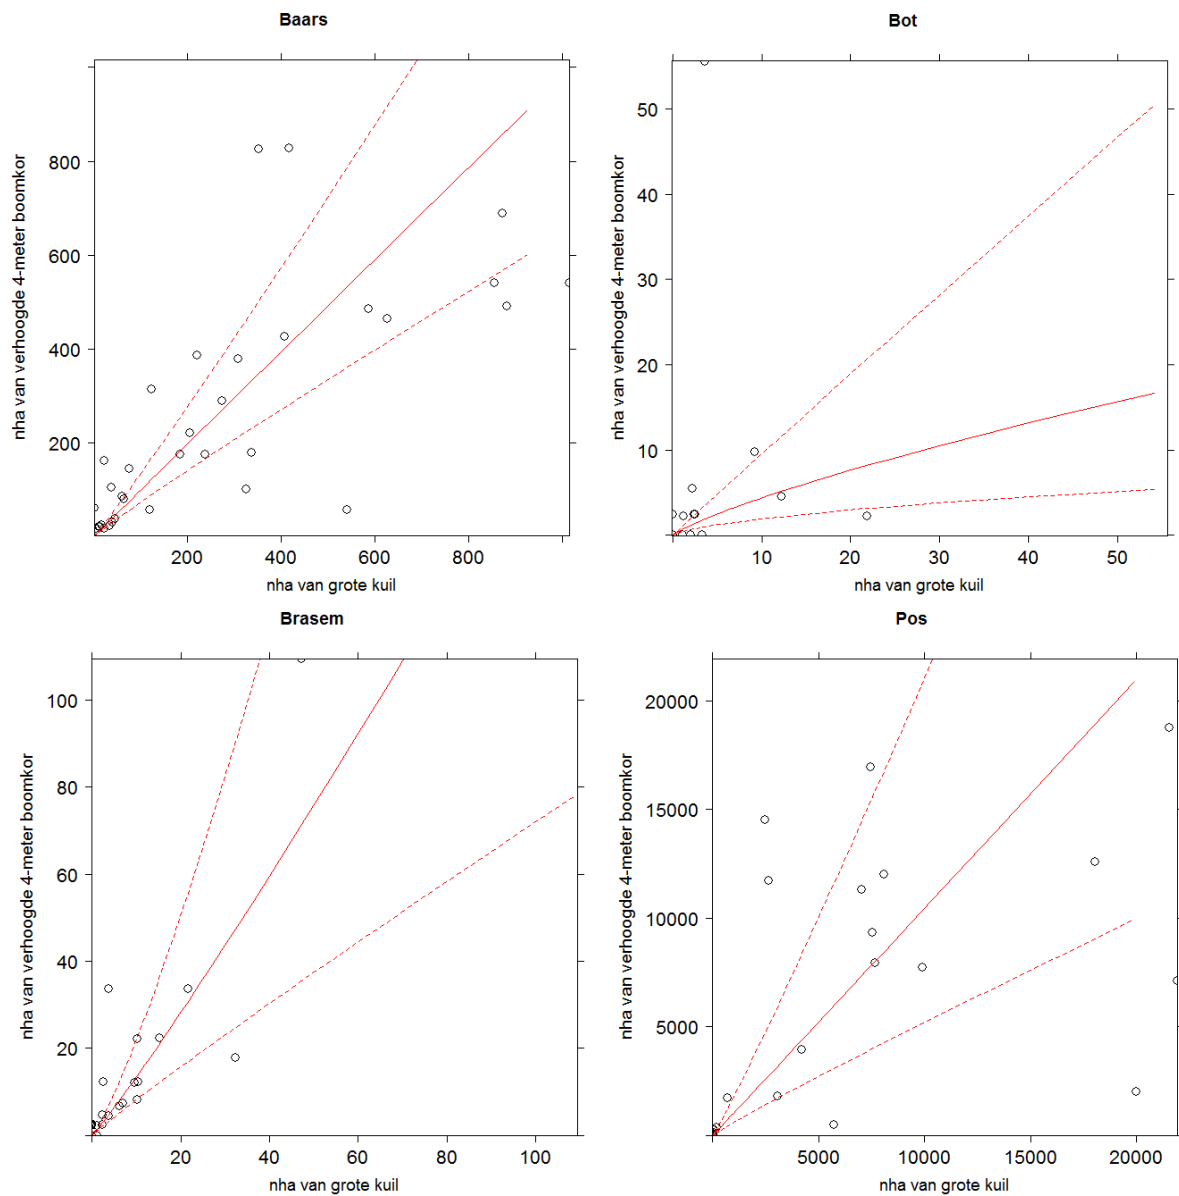 Baars
nha van verhoogde 4-meter boomkor
800
600
400
200
200 400 600 800
nha van grote kuil
Bot
nha van verhoogde 4-meter boomkor
50
40
30
20
10
10 20 30 40 50
nha van grote kuil
Brasem
nha van verhoogde 4-meter boomkor
100
80
60
40
20
20 40 60 80 100
nha van grote kuil
Pos
nha van verhoogde 4-meter boomkor
20000
15000
10000
5000
5000 10000 15000 20000
nha van grote kuil